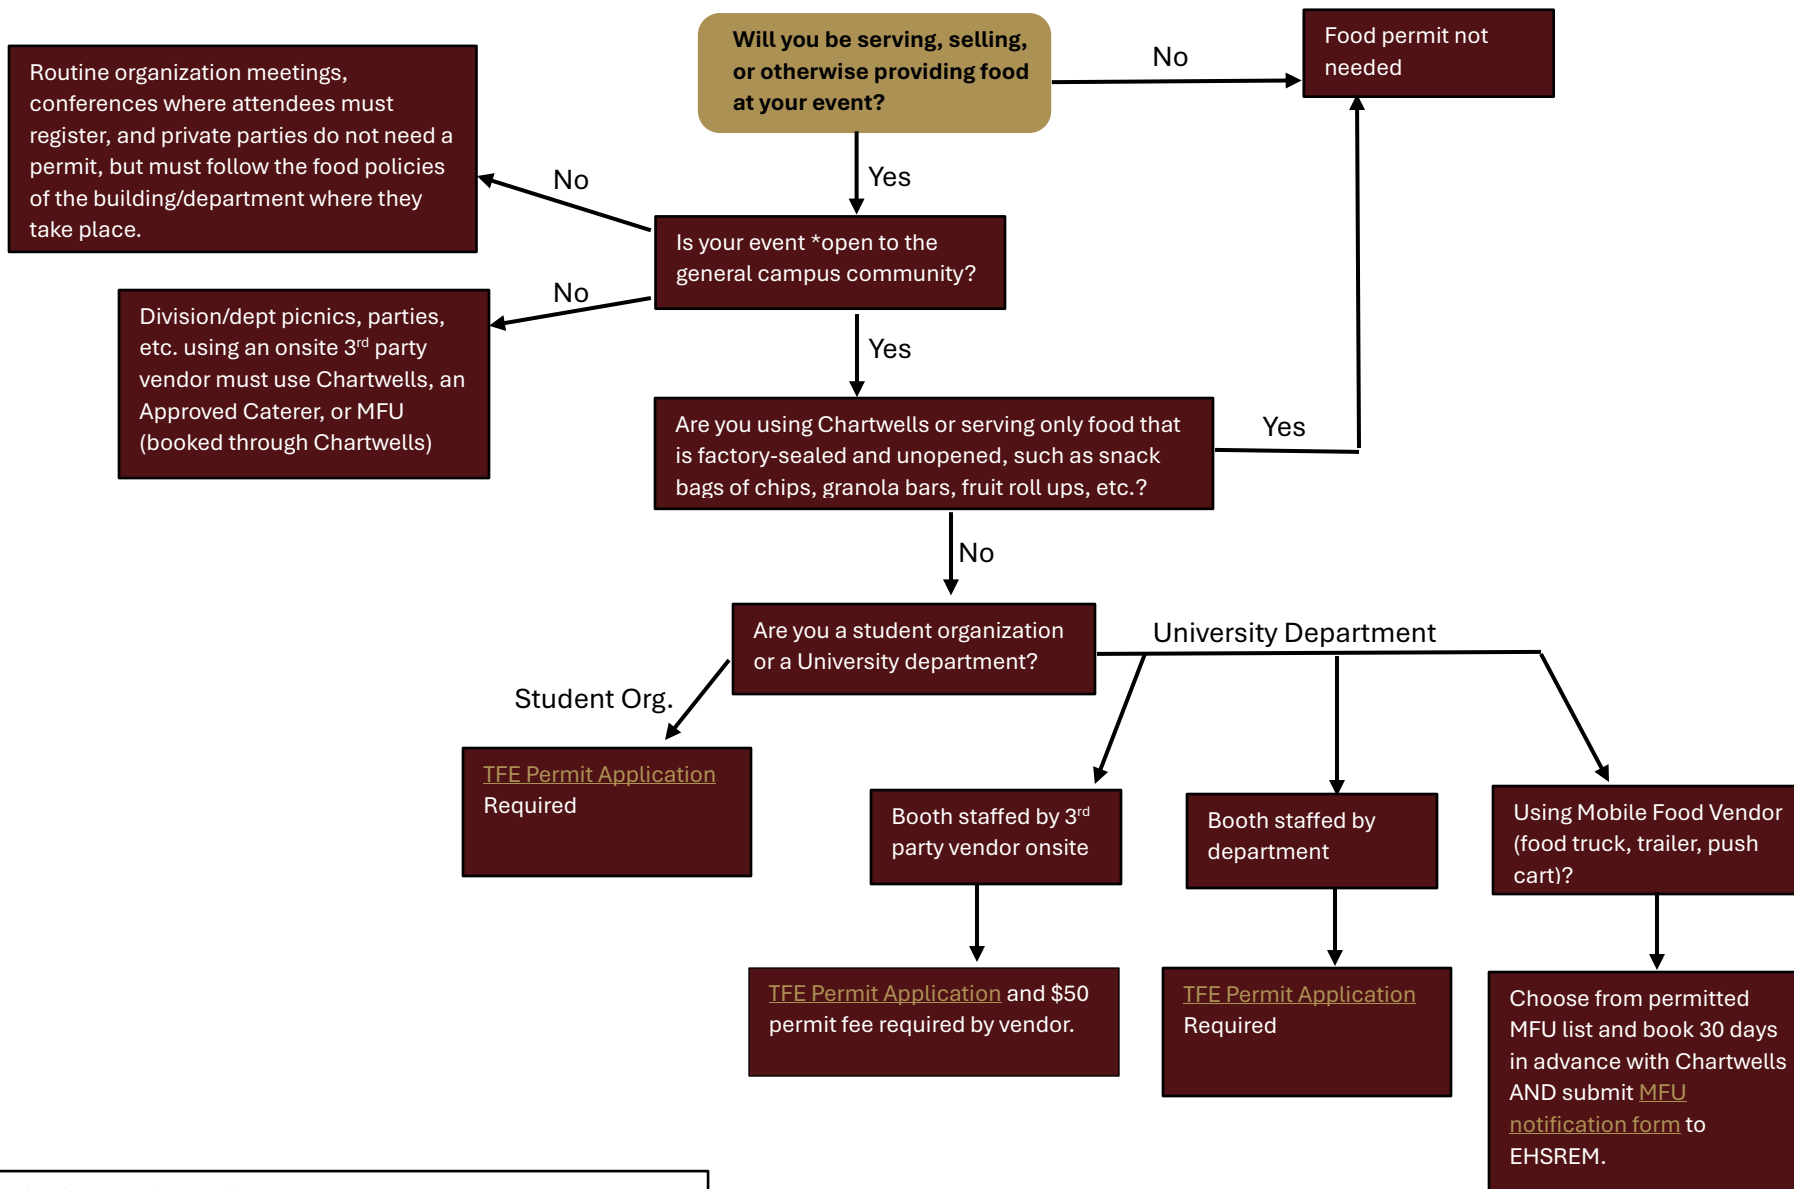 Will you be serving, selling,
or otherwise providing food
at your event?
No
Food permit not
needed
Routine organization meetings,
conferences where attendees must
register, and private parties do not need a
permit, but must follow the food policies
of the building/department where they
take place.
No
Yes
Is your event *open to the
general campus community?
No
Division/dept picnics, parties,
etc. using an onsite 3rd party
vendor must use Chartwells, an
Approved Caterer, or MFU
(booked through Chartwells)
Yes
Are you using Chartwells or serving only food that
is factory-sealed and unopened, such as snack
bags of chips, granola bars, fruit roll ups, etc.?
Yes
No
Are you a student organization
or a University department?
University Department
Student Org.
TFE Permit Application
Required
Booth staffed by 3rd
party vendor onsite
Booth staffed by
department
Using Mobile Food Vendor
(food truck, trailer, push
cart)?
TFE Permit Application and $50
permit fee required by vendor.
TFE Permit Application
Required
Choose from permitted
MFU list and book 30 days
in advance with Chartwells
AND submit MFU
notification form to
EHSREM.